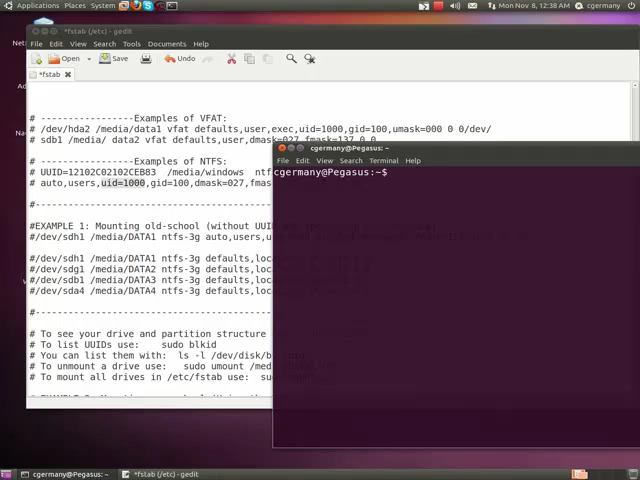 Applications Places System
Mon Nov 8, 12:38 AM cgermany
*fstab (/etc) - gedit
File Edit View Search Tools Documents Help
Open Save Undo
*fstab
# ----------------Examples of VFAT:
# /dev/hda2 /media/data1 vfat defaults,user,exec,uid=1000,gid=100,umask=000 0 0/dev/
# sdb1 /media/ data2 vfat defaults,user,dmask=027,fmask=137 0 0
# ----------------Examples of NTFS:
# UUID=12102C02102CEB83 /media/windows ntf
# auto,users,uid=1000,gid=100,dmask=027,fmas
#EXAMPLE 1: Mounting old-school (without UUI
#/dev/sdh1 /media/DATA1 ntfs-3g auto,users,u
#/dev/sdh1 /media/DATA1 ntfs-3g defaults,loc
#/dev/sdg1 /media/DATA2 ntfs-3g defaults,loc
#/dev/sdb1 /media/DATA3 ntfs-3g defaults,loc
#/dev/sda4 /media/DATA4 ntfs-3g defaults,loc
# To see your drive and partition structure
# To list UUIDs use: sudo blkid
# You can list them with: ls -l /dev/disk/b
# To unmount a drive use: sudo umount /med
# To mount all drives in /etc/fstab use: su
cgermany@Pegasus: ~
File Edit View Search Terminal Help
cgermany@Pegasus:~$
cgermany@Pegasus: ~
*fstab (/etc) - gedit